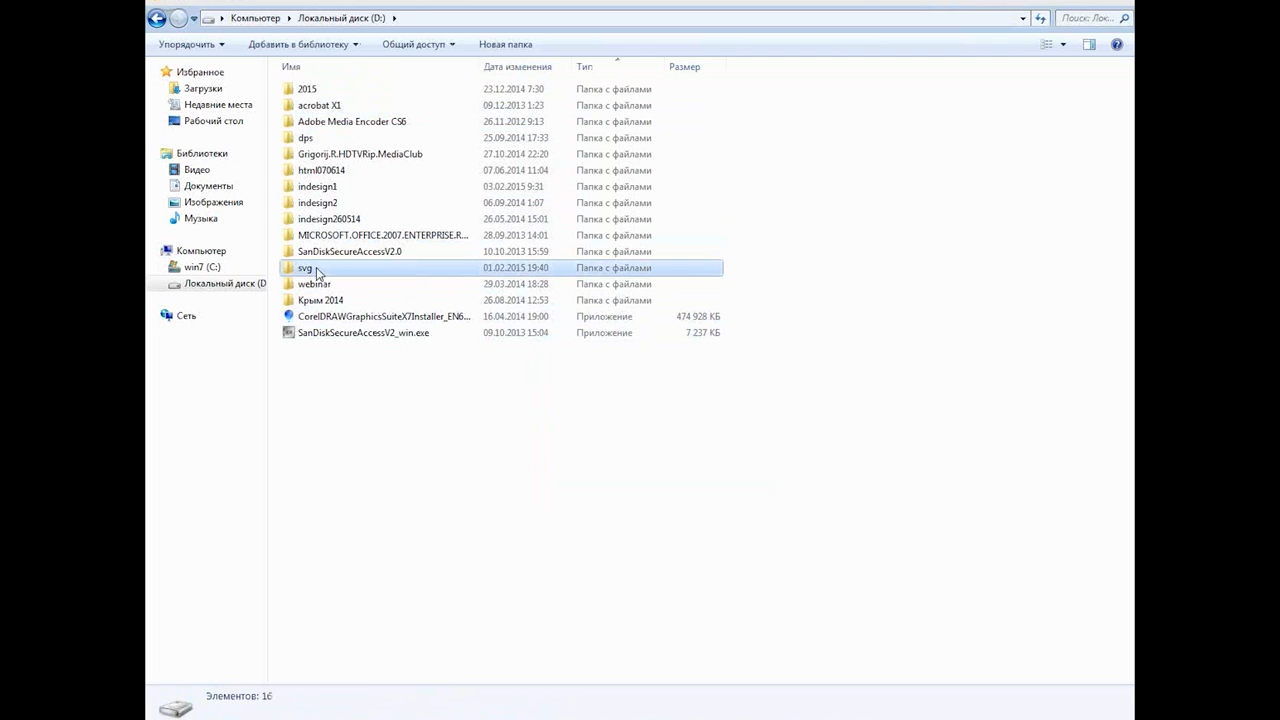 Компьютер Локальный диск (D:) Поиск: Лок...
Упорядочить Добавить в библиотеку Общий доступ Новая папка
Имя Дата изменения Тип Размер
Избранное
Загрузки
Недавние места
Рабочий стол
Библиотеки
Видео
Документы
Изображения
Музыка
Компьютер
win7 (C:)
Локальный диск (D
Сеть
2015 23.12.2014 7:30 Папка с файлами
acrobat X1 09.12.2013 1:23 Папка с файлами
Adobe Media Encoder CS6 26.11.2012 9:13 Папка с файлами
dps 25.09.2014 17:33 Папка с файлами
Grigorij.R.HDTVRip.MediaClub 27.10.2014 22:20 Папка с файлами
html070614 07.06.2014 11:04 Папка с файлами
indesign1 03.02.2015 9:31 Папка с файлами
indesign2 06.09.2014 1:07 Папка с файлами
indesign260514 26.05.2014 15:01 Папка с файлами
MICROSOFT.OFFICE.2007.ENTERPRISE.R... 28.09.2013 14:01 Папка с файлами
SanDiskSecureAccessV2.0 10.10.2013 15:59 Папка с файлами
svg 01.02.2015 19:40 Папка с файлами
webinar 29.03.2014 18:28 Папка с файлами
Крым 2014 26.08.2014 12:53 Папка с файлами
CorelDRAWGraphicsSuiteX7Installer_EN6... 16.04.2014 19:00 Приложение 474 928 КБ
SanDiskSecureAccessV2_win.exe 09.10.2013 15:04 Приложение 7 237 КБ
Элементов: 16